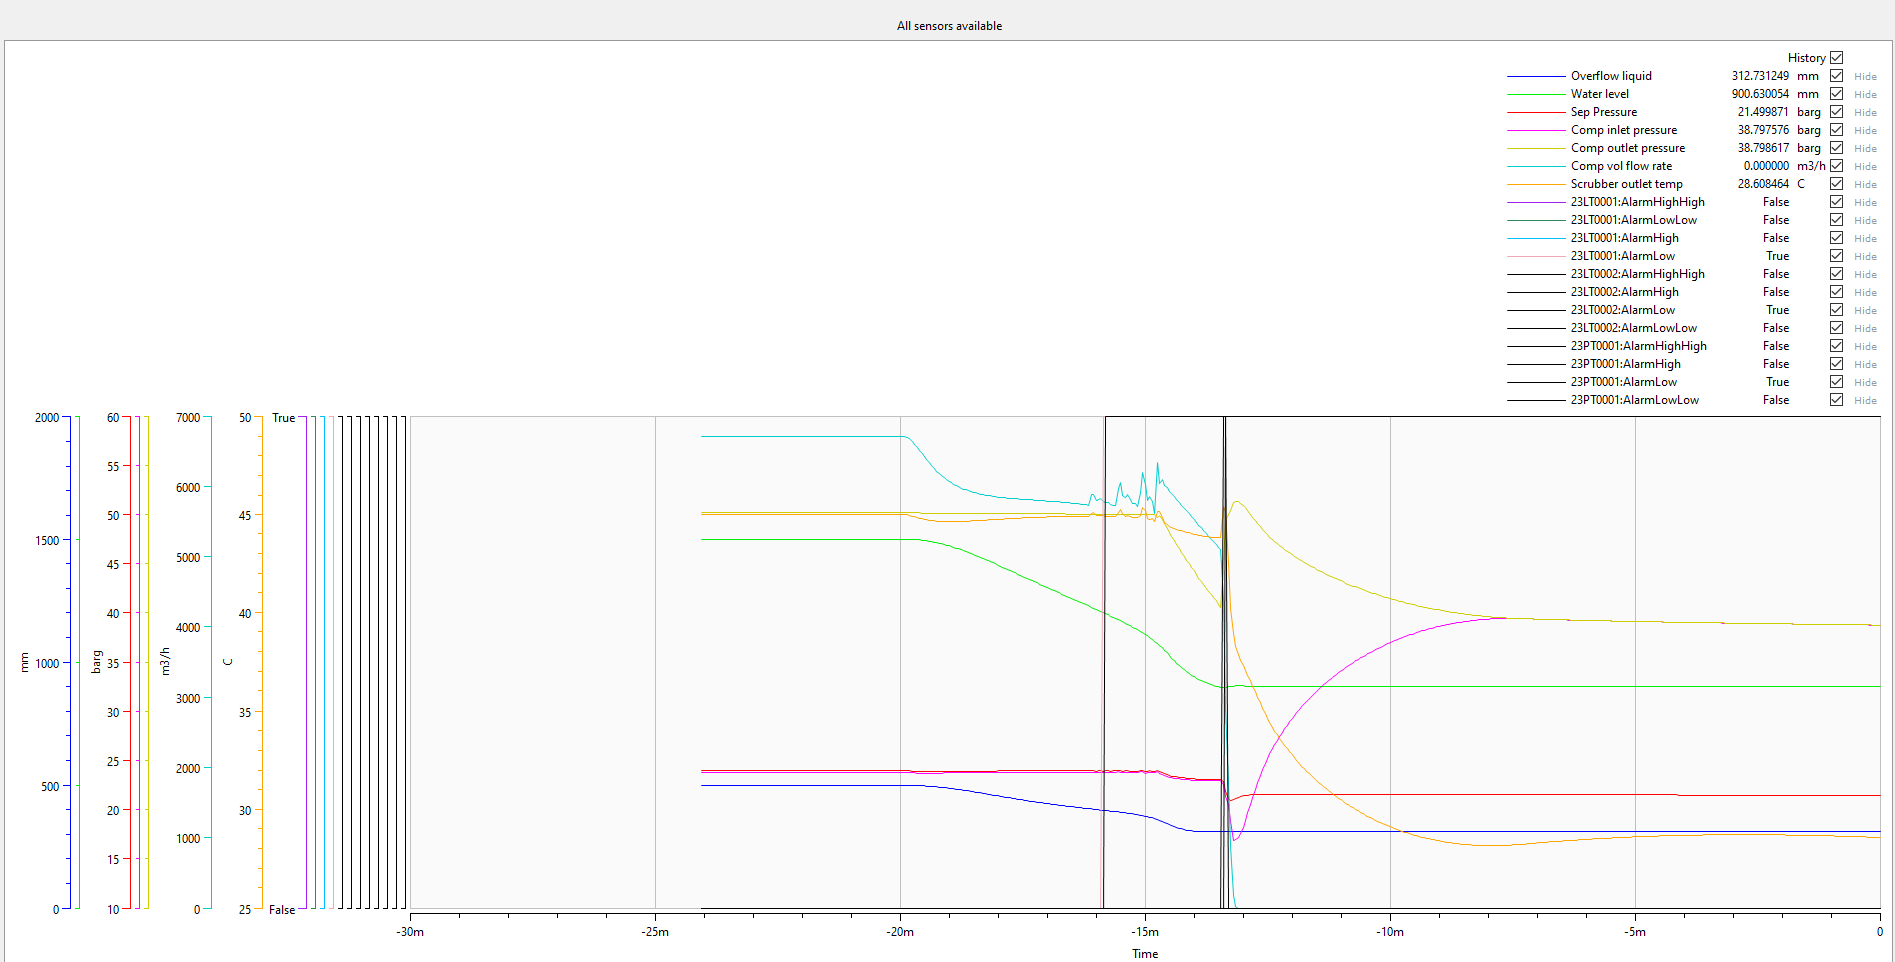 All sensors available
History
Overflow liquid 312.731249 mm Hide
Water level 900.630054 mm Hide
Sep Pressure 21.499871 barg Hide
Comp inlet pressure 38.797576 barg Hide
Comp outlet pressure 38.798617 barg Hide
Comp vol flow rate 0.000000 m3/h Hide
Scrubber outlet temp 28.608464 C Hide
23LT0001:AlarmHighHigh False Hide
23LT0001:AlarmLowLow False Hide
23LT0001:AlarmHigh False Hide
23LT0001:AlarmLow True Hide
23LT0002:AlarmHighHigh False Hide
23LT0002:AlarmHigh False Hide
23LT0002:AlarmLow True Hide
23LT0002:AlarmLowLow False Hide
23PT0001:AlarmHighHigh False Hide
23PT0001:AlarmHigh False Hide
23PT0001:AlarmLow True Hide
23PT0001:AlarmLowLow False Hide
2000 60 7000 50 True
55
6000
50 45
1500
5000
45
40 40
4000
mm 1000 barg 35 m3/h C
3000
30 35
25
2000
500
20 30
1000
15
0 10 0 25 False
-30m -25m -20m -15m -10m -5m 0
Time